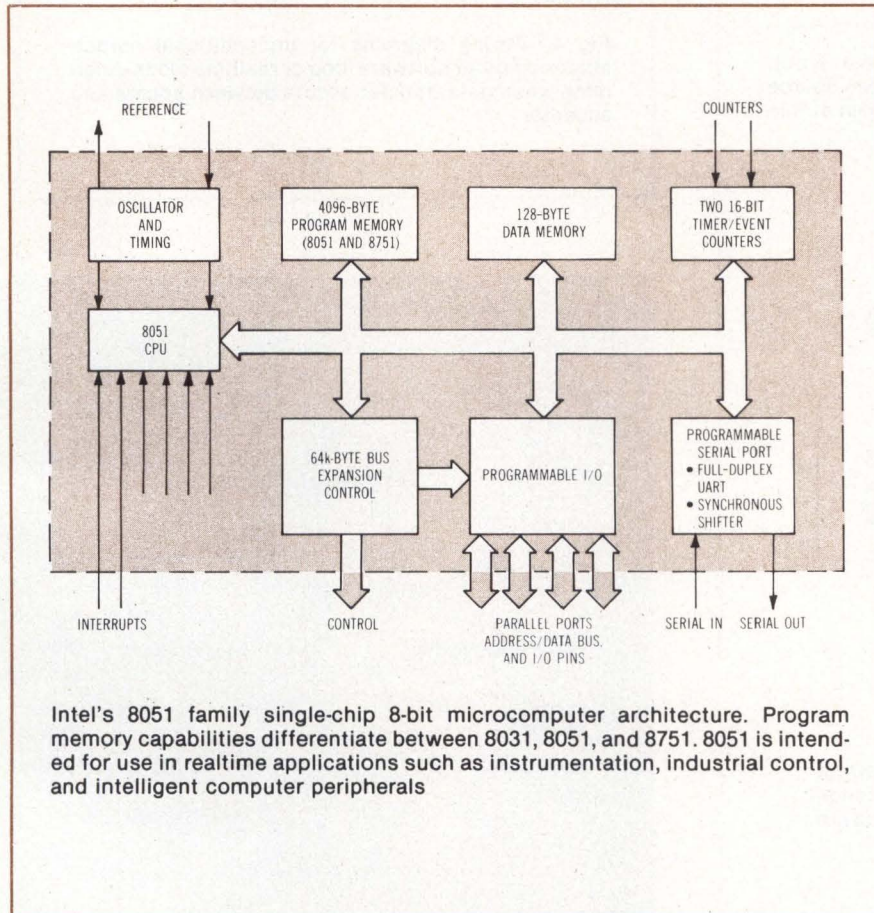 REFERENCE
COUNTERS
OSCILLATOR
AND
TIMING
4096-BYTE
PROGRAM MEMORY
(8051 AND 8751)
128-BYTE
DATA MEMORY
TWO 16-BIT
TIMER/EVENT
COUNTERS
8051
CPU
64k-BYTE BUS
EXPANSION
CONTROL
PROGRAMMABLE I/O
PROGRAMMABLE
SERIAL PORT
• FULL-DUPLEX
UART
• SYNCHRONOUS
SHIFTER
INTERRUPTS
CONTROL
PARALLEL PORTS
ADDRESS/DATA BUS,
AND I/O PINS
SERIAL IN
SERIAL OUT
Intel's 8051 family single-chip 8-bit microcomputer architecture. Program
memory capabilities differentiate between 8031, 8051, and 8751. 8051 is intend-
ed for use in realtime applications such as instrumentation, industrial control,
and intelligent computer peripherals